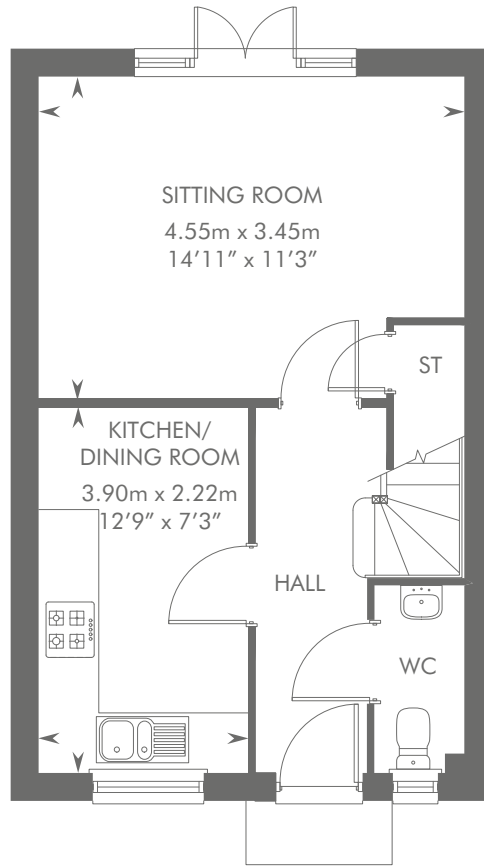 SITTING ROOM
4.55m x 3.45m
14’11” x 11’3”
ST
KITCHEN/
DINING ROOM
3.90m x 2.22m
12’9” x 7’3”
HALL
WC